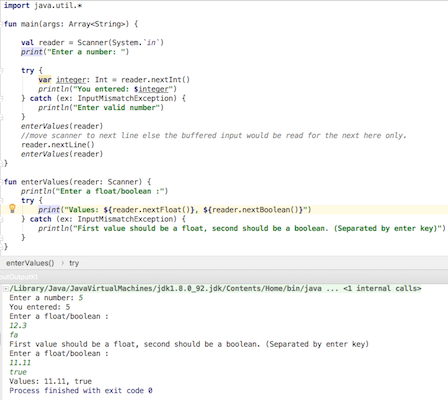 import java.util.*
fun main(args: Array<String>) {
val reader = Scanner(System.`in`)
print("Enter a number: ")
try {
var integer: Int = reader.nextInt()
println("You entered: $integer")
} catch (ex: InputMismatchException) {
println("Enter valid number")
}
enterValues(reader)
//move scanner to next line else the buffered input would be read for the next here only.
reader.nextLine()
enterValues(reader)
}
fun enterValues(reader: Scanner) {
println("Enter a float/boolean :")
try {
print("Values: ${reader.nextFloat()}, ${reader.nextBoolean()}")
} catch (ex: InputMismatchException) {
println("First value should be a float, second should be a boolean. (Separated by enter key)")
}
}
enterValues() › try
/Library/Java/JavaVirtualMachines/jdk1.8.0_92.jdk/Contents/Home/bin/java ... <1 internal calls>
Enter a number: 5
You entered: 5
Enter a float/boolean :
12.3
fa
First value should be a float, second should be a boolean. (Separated by enter key)
Enter a float/boolean :
11.11
true
Values: 11.11, true
Process finished with exit code 0